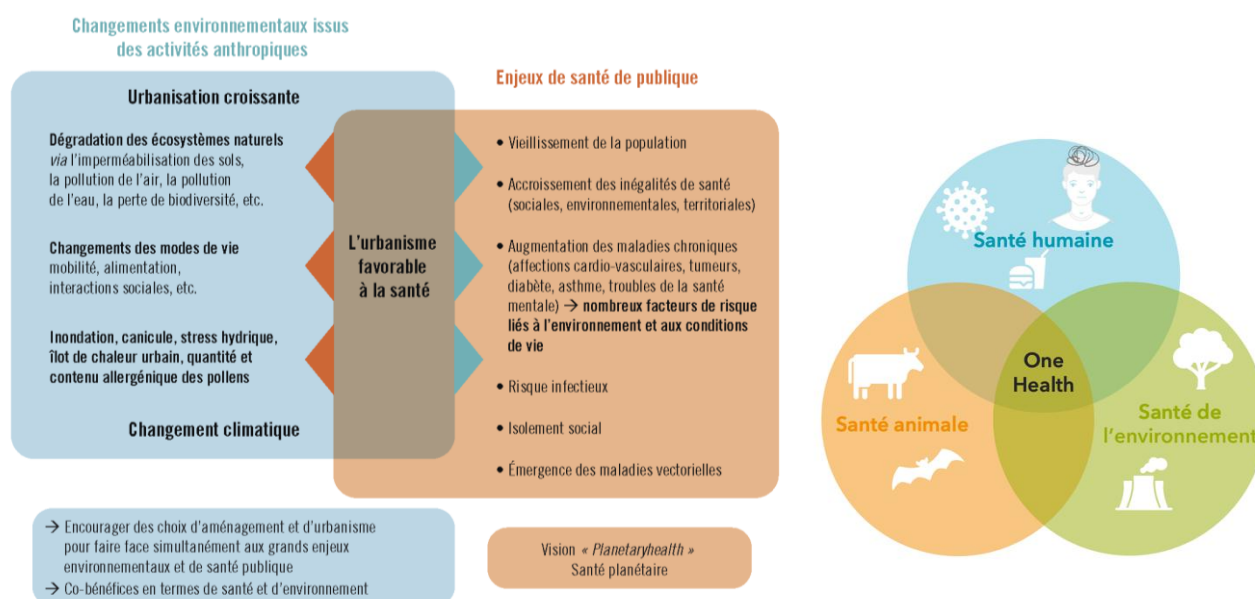 Changements environnementaux issus
des activités anthropiques
Urbanisation croissante
Dégradation des écosystèmes naturels
via l'imperméabilisation des sols,
la pollution de l'air, la pollution
de l'eau, la perte de biodiversité, etc.
Changements des modes de vie
mobilité, alimentation,
interactions sociales, etc.
Inondation, canicule, stress hydrique,
îlot de chaleur urbain, quantité et
contenu allergénique des pollens
Changement climatique
L'urbanisme
favorable
à la santé
Enjeux de santé de publique
• Vieillissement de la population
• Accroissement des inégalités de santé
(sociales, environnementales, territoriales)
• Augmentation des maladies chroniques
(affections cardio-vasculaires, tumeurs,
diabète, asthme, troubles de la santé
mentale) → nombreux facteurs de risque
liés à l'environnement et aux conditions
de vie
• Risque infectieux
• Isolement social
• Émergence des maladies vectorielles
→ Encourager des choix d'aménagement et d'urbanisme
pour faire face simultanément aux grands enjeux
environnementaux et de santé publique
→ Co-bénéfices en termes de santé et d'environnement
Vision « Planetaryhealth »
Santé planétaire
Santé humaine
One
Health
Santé animale
Santé de
l'environnement